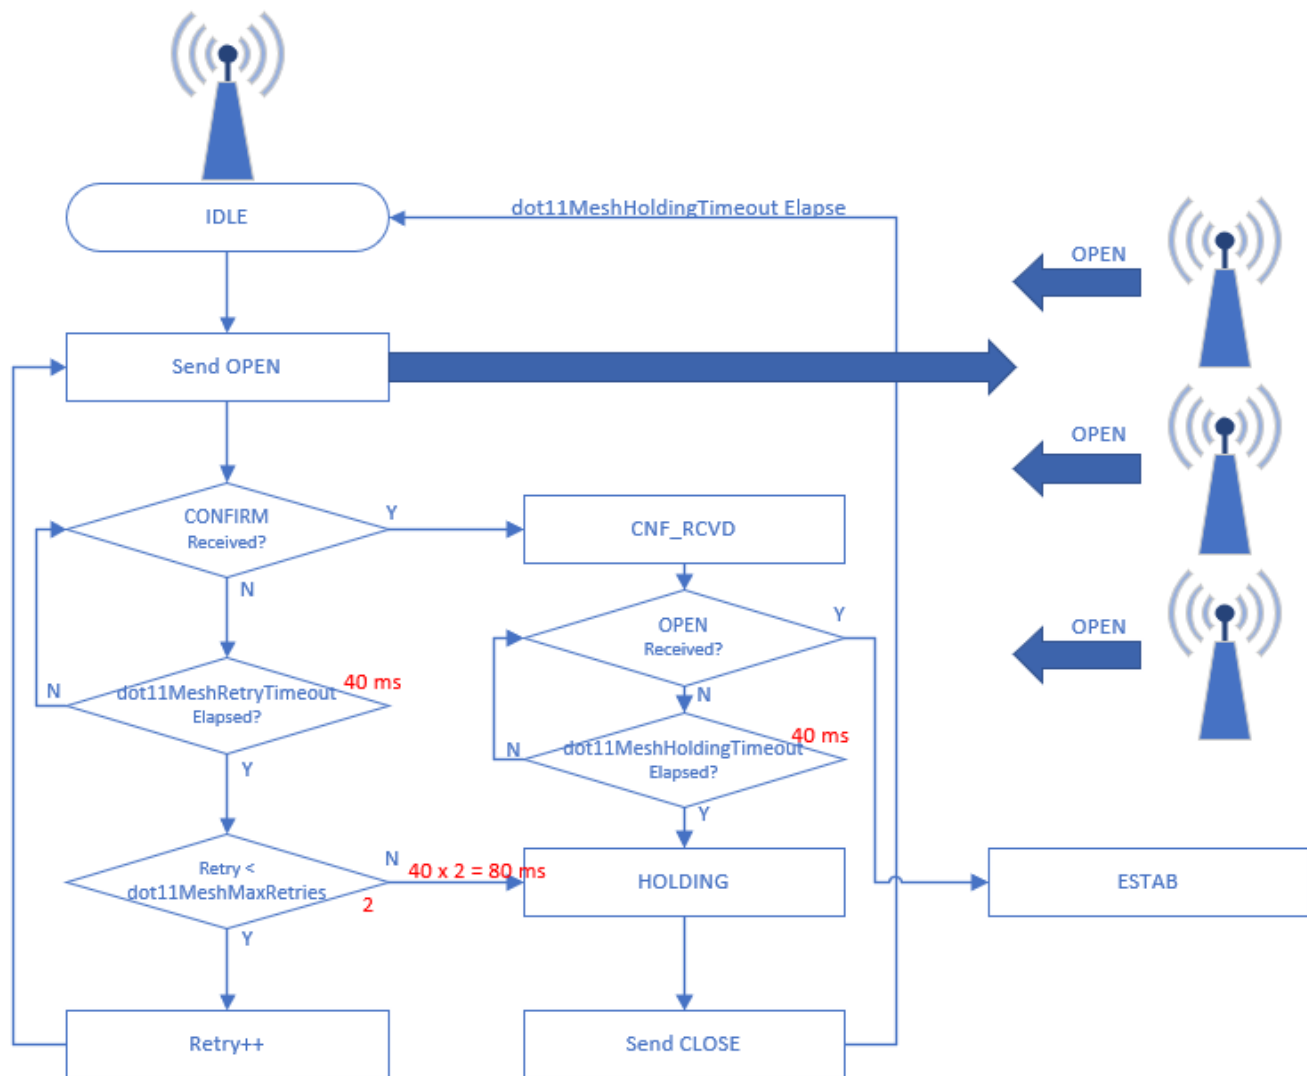 IDLE
dot11MeshHoldingTimeout Elapse
OPEN
Send OPEN
OPEN
CONFIRM
Received?
Y
N
CNF_RCVD
OPEN
Received?
Y
N
OPEN
dot11MeshRetryTimeout
Elapsed?
40 ms
N
Y
dot11MeshHoldingTimeout
Elapsed?
40 ms
N
Y
Retry <
dot11MeshMaxRetries
2
N
40 x 2 = 80 ms
Y
HOLDING
ESTAB
Retry++
Send CLOSE